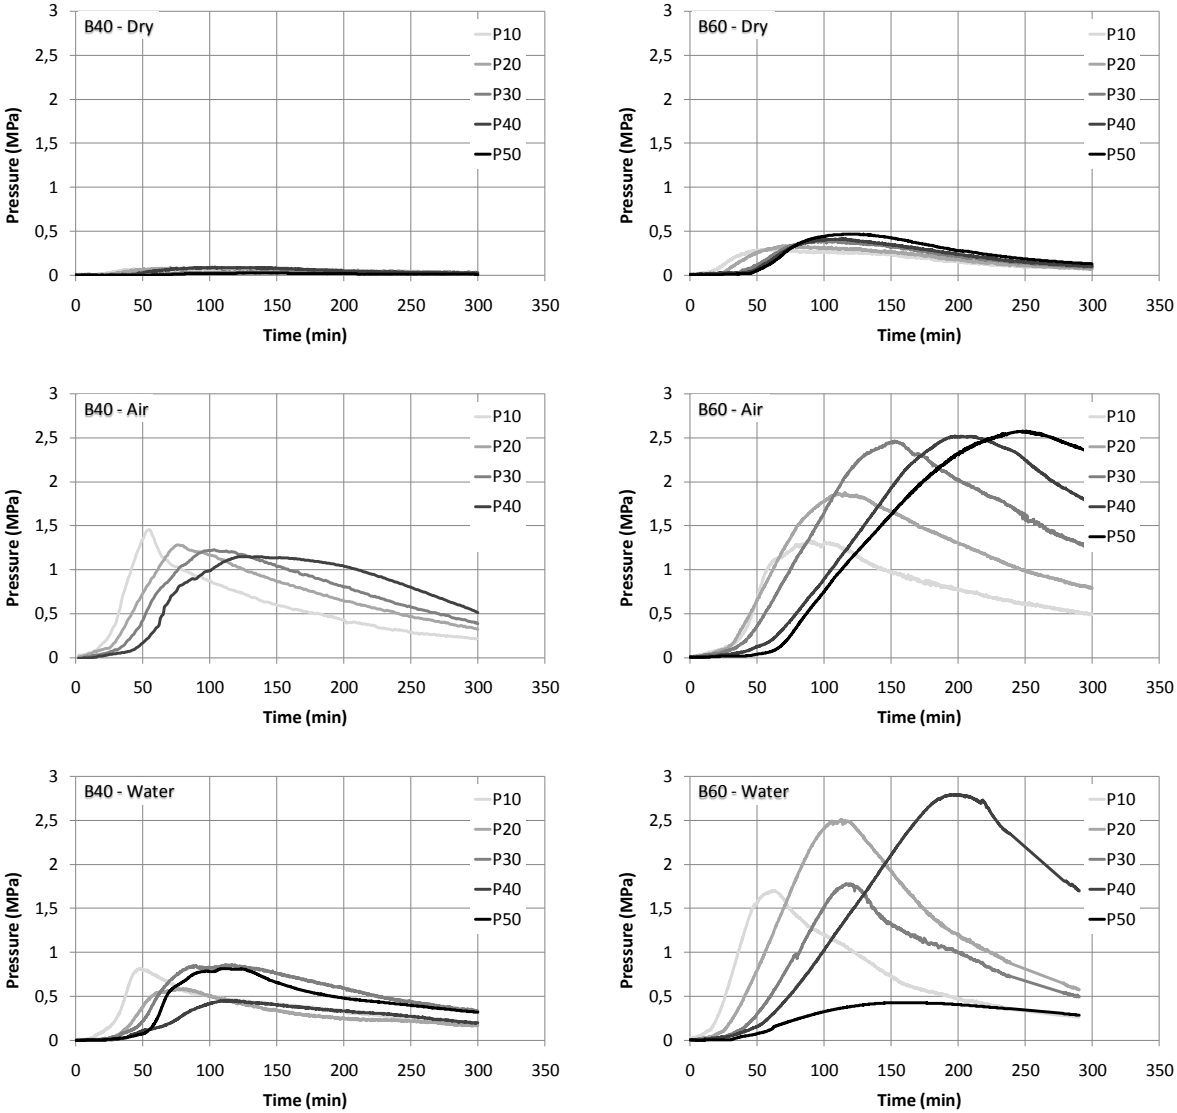 B40 - Dry
3
2,5
2
1,5
1
0,5
0
Pressure (MPa)
P10
P20
P30
P40
P50
0 50 100 150 200 250 300 350
Time (min)
B60 - Dry
3
2,5
2
1,5
1
0,5
0
Pressure (MPa)
P10
P20
P30
P40
P50
0 50 100 150 200 250 300 350
Time (min)
B40 - Air
3
2,5
2
1,5
1
0,5
0
Pressure (MPa)
P10
P20
P30
P40
0 50 100 150 200 250 300 350
Time (min)
B60 - Air
3
2,5
2
1,5
1
0,5
0
Pressure (MPa)
P10
P20
P30
P40
P50
0 50 100 150 200 250 300 350
Time (min)
B40 - Water
3
2,5
2
1,5
1
0,5
0
Pressure (MPa)
P10
P20
P30
P40
P50
0 50 100 150 200 250 300 350
Time (min)
B60 - Water
3
2,5
2
1,5
1
0,5
0
Pressure (MPa)
P10
P20
P30
P40
P50
0 50 100 150 200 250 300 350
Time (min)